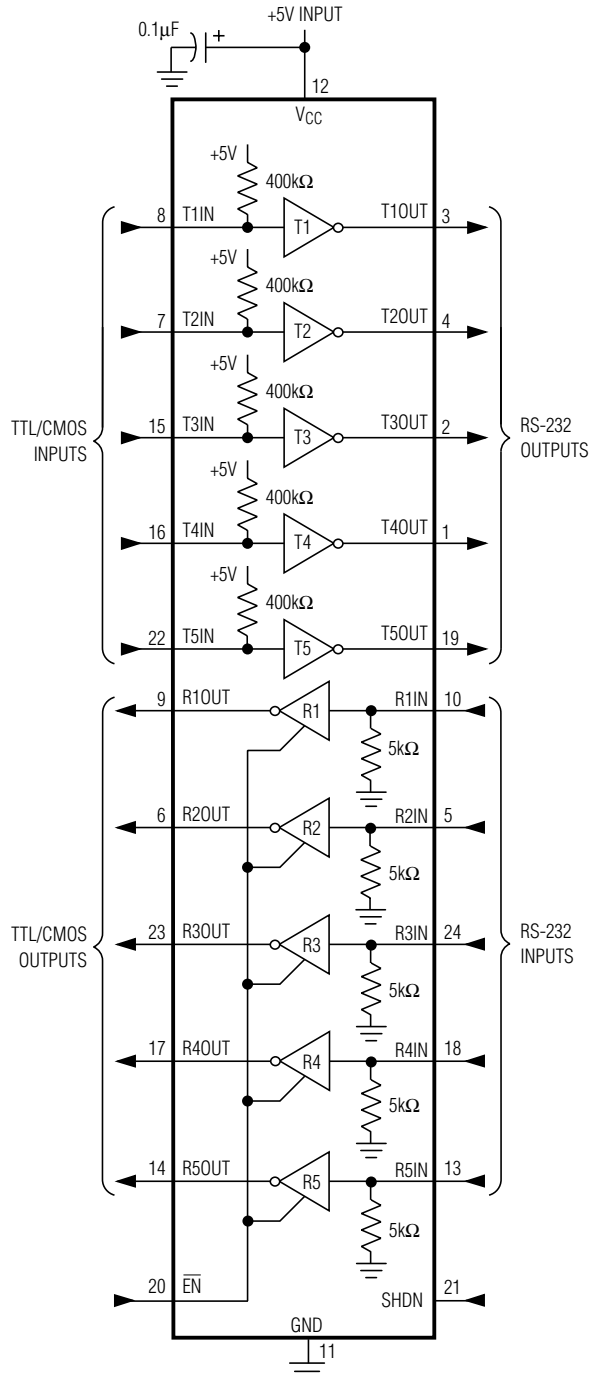 +5V INPUT
0.1μF
+
12
VCC
+5V
400kΩ
8 T1IN T1 T1OUT 3
+5V
400kΩ
7 T2IN T2 T2OUT 4
+5V
400kΩ
TTL/CMOS INPUTS
15 T3IN T3 T3OUT 2
RS-232 OUTPUTS
+5V
400kΩ
16 T4IN T4 T4OUT 1
+5V
400kΩ
22 T5IN T5 T5OUT 19
9 R1OUT R1 R1IN 10
5kΩ
6 R2OUT R2 R2IN 5
5kΩ
TTL/CMOS OUTPUTS
23 R3OUT R3 R3IN 24
RS-232 INPUTS
5kΩ
17 R4OUT R4 R4IN 18
5kΩ
14 R5OUT R5 R5IN 13
5kΩ
20 E̅N̅ SHDN 21
GND
11